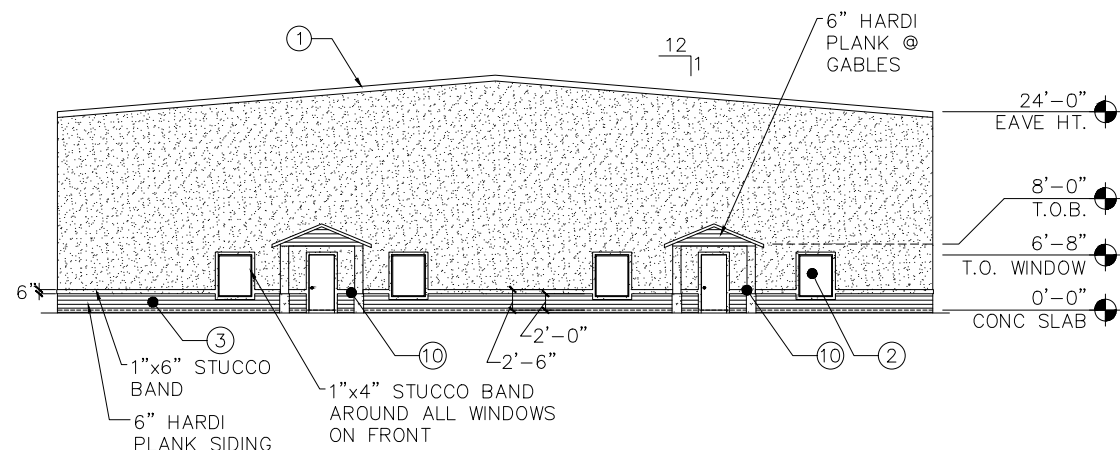 6” HARDI
PLANK @
GABLES
1
12
1
24’-0”
EAVE HT.
8’-0”
T.O.B.
6’-8”
T.O. WINDOW
0’-0”
CONC SLAB
6”
3
10
2’-0”
2’-6”
10
2
1”x6” STUCCO
BAND
1”x4” STUCCO BAND
AROUND ALL WINDOWS
ON FRONT
6” HARDI
PLANK SIDING